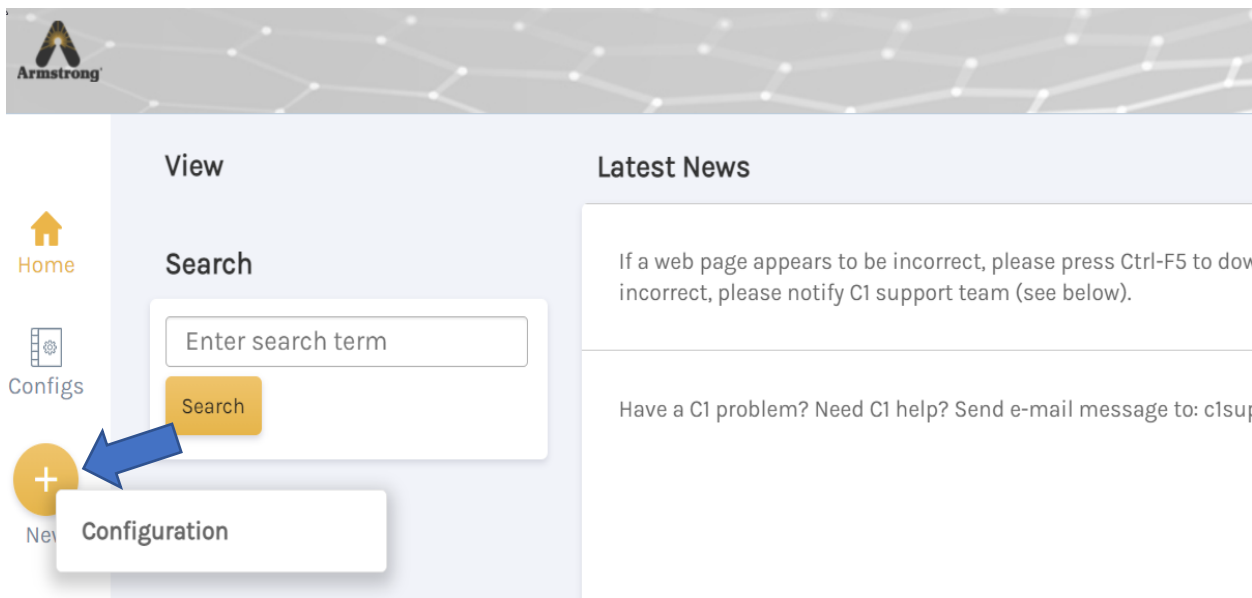 Armstrong
View
Latest News
Home
Search
If a web page appears to be incorrect, please press Ctrl-F5 to
incorrect, please notify C1 support team (see below).
Enter search term
Configs
Search
Have a C1 problem? Need C1 help? Send e-mail message to:
Configuration